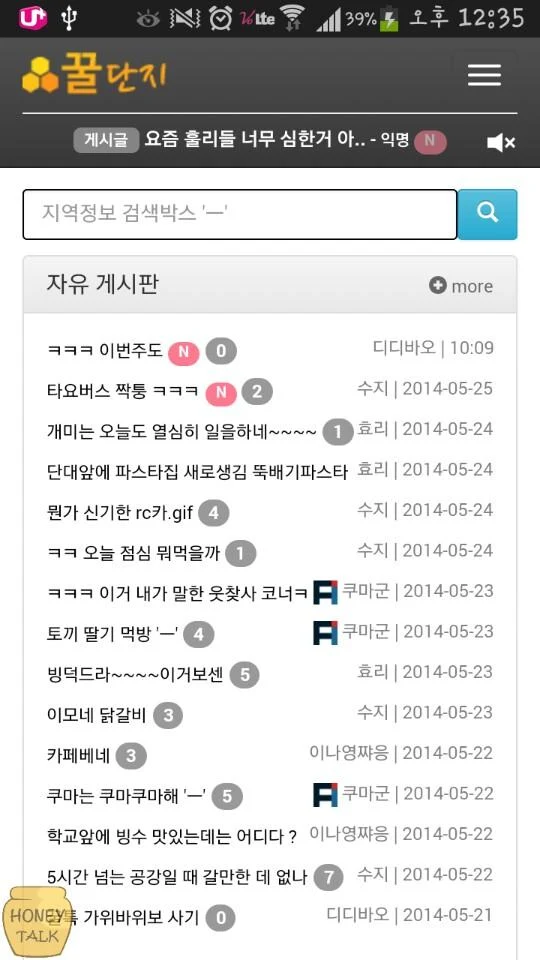 U+ LTE 39% 오후 12:35
꿀단지
게시글 요즘 훌리들 너무 심한거 아.. - 익명 N
지역정보 검색박스 'ㅡ'
자유 게시판 more
ㅋㅋㅋ 이번주도 N 0 디디바오 | 10:09
타요버스 짝퉁 ㅋㅋㅋ N 2 수지 | 2014-05-25
개미는 오늘도 열심히 일을하네~~~~ 1 효리 | 2014-05-24
단대앞에 파스타집 새로생김 뚝배기파스타 효리 | 2014-05-24
뭔가 신기한 rc카.gif 4 수지 | 2014-05-24
ㅋㅋ 오늘 점심 뭐먹을까 1 수지 | 2014-05-24
ㅋㅋㅋ 이거 내가 말한 웃찾사 코너ㅋ 쿠마군 | 2014-05-23
토끼 딸기 먹방 'ㅡ' 4 쿠마군 | 2014-05-23
빙덕드라~~~~이거보센 5 효리 | 2014-05-23
이모네 닭갈비 3 수지 | 2014-05-23
카페베네 3 이나영쨔응 | 2014-05-22
쿠마는 쿠마쿠마해 'ㅡ' 5 쿠마군 | 2014-05-22
학교앞에 빙수 맛있는데는 어디다 ? 이나영쨔응 | 2014-05-22
5시간 넘는 공강일 때 갈만한 데 없나 7 수지 | 2014-05-22
가위바위보 사기 0 디디바오 | 2014-05-21
HONEY
TALK